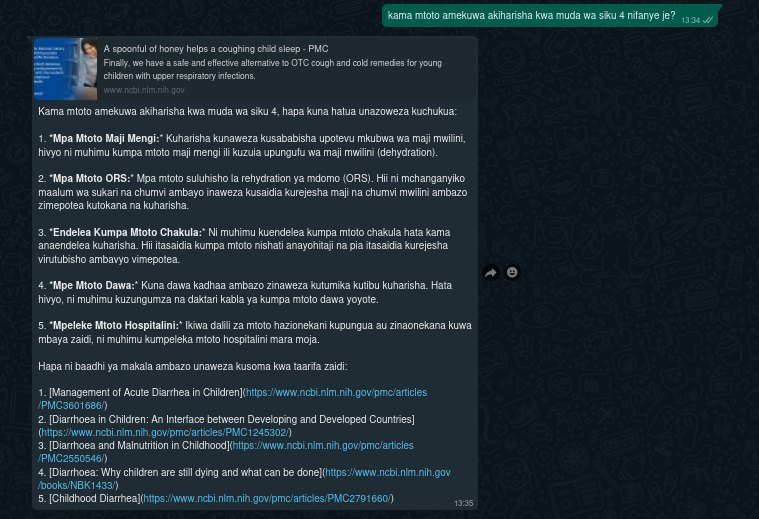 kama mtoto amekuwa akiharisha kwa muda wa siku 4 nifanye je? 13:34
A spoonful of honey helps a coughing child sleep - PMC
Finally, we have a safe and effective alternative to OTC cough and cold remedies for young
children with upper respiratory infections.
www.ncbi.nlm.nih.gov
Kama mtoto amekuwa akiharisha kwa muda wa siku 4, hapa kuna hatua unazoweza kuchukua:
1. *Mpa Mtoto Maji Mengi:* Kuharisha kunaweza kusababisha upotevu mkubwa wa maji mwilini,
hivyo ni muhimu kumpa mtoto maji mengi ili kuzuia upungufu wa maji mwilini (dehydration).
2. *Mpa Mtoto ORS:* Mpa mtoto suluhisho la rehydration ya mdomo (ORS). Hii ni mchanganyiko
maalum wa sukari na chumvi ambayo inaweza kusaidia kurejesha maji na chumvi mwilini ambazo
zimepotea kutokana na kuharisha.
3. *Endelea Kumpa Mtoto Chakula:* Ni muhimu kuendelea kumpa mtoto chakula hata kama
anaendelea kuharisha. Hii itasaidia kumpa mtoto nishati anayohitaji na pia itasaidia kurejesha
virutubisho ambavyo vimepotea.
4. *Mpe Mtoto Dawa:* Kuna dawa kadhaa ambazo zinaweza kutumika kutibu kuharisha. Hata
hivyo, ni muhimu kuzungumza na daktari kabla ya kumpa mtoto dawa yoyote.
5. *Mpeleke Mtoto Hospitalini:* Ikiwa dalili za mtoto hazionekani kupungua au zinaonekana kuwa
mbaya zaidi, ni muhimu kumpeleka mtoto hospitalini mara moja.
Hapa ni baadhi ya makala ambazo unaweza kusoma kwa taarifa zaidi:
1. [Management of Acute Diarrhea in Children](https://www.ncbi.nlm.nih.gov/pmc/articles
/PMC3601686/)
2. [Diarrhoea in Children: An Interface between Developing and Developed Countries]
(https://www.ncbi.nlm.nih.gov/pmc/articles/PMC1245302/)
3. [Diarrhoea and Malnutrition in Childhood](https://www.ncbi.nlm.nih.gov/pmc/articles
/PMC2550546/)
4. [Diarrhoea: Why children are still dying and what can be done](https://www.ncbi.nlm.nih.gov
/books/NBK1433/)
5. [Childhood Diarrhea](https://www.ncbi.nlm.nih.gov/pmc/articles/PMC2791660/)
13:35